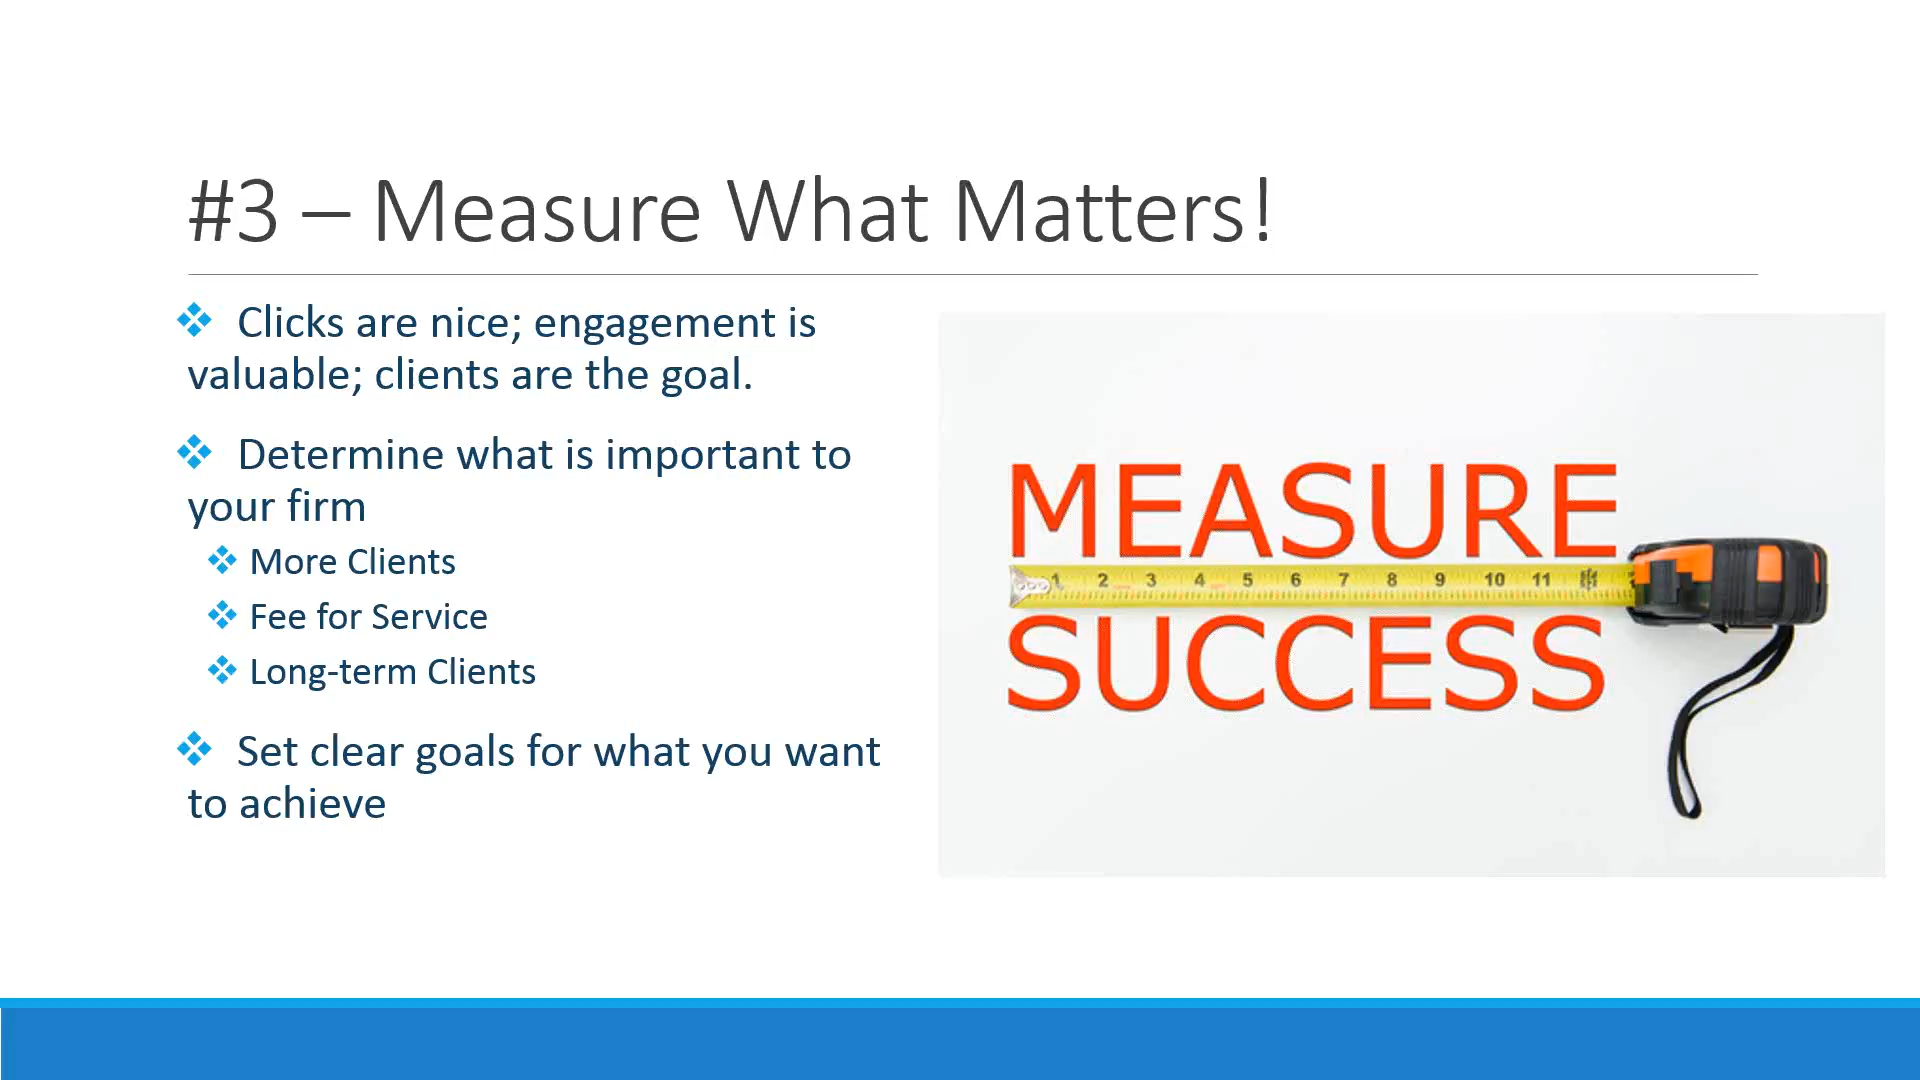 #3 – Measure What Matters!
❖ Clicks are nice; engagement is
valuable; clients are the goal.
❖ Determine what is important to
your firm
❖ More Clients
❖ Fee for Service
❖ Long-term Clients
❖ Set clear goals for what you want
to achieve
MEASURE
1 2 3 4 5 6 7 8 9 10 11
SUCCESS